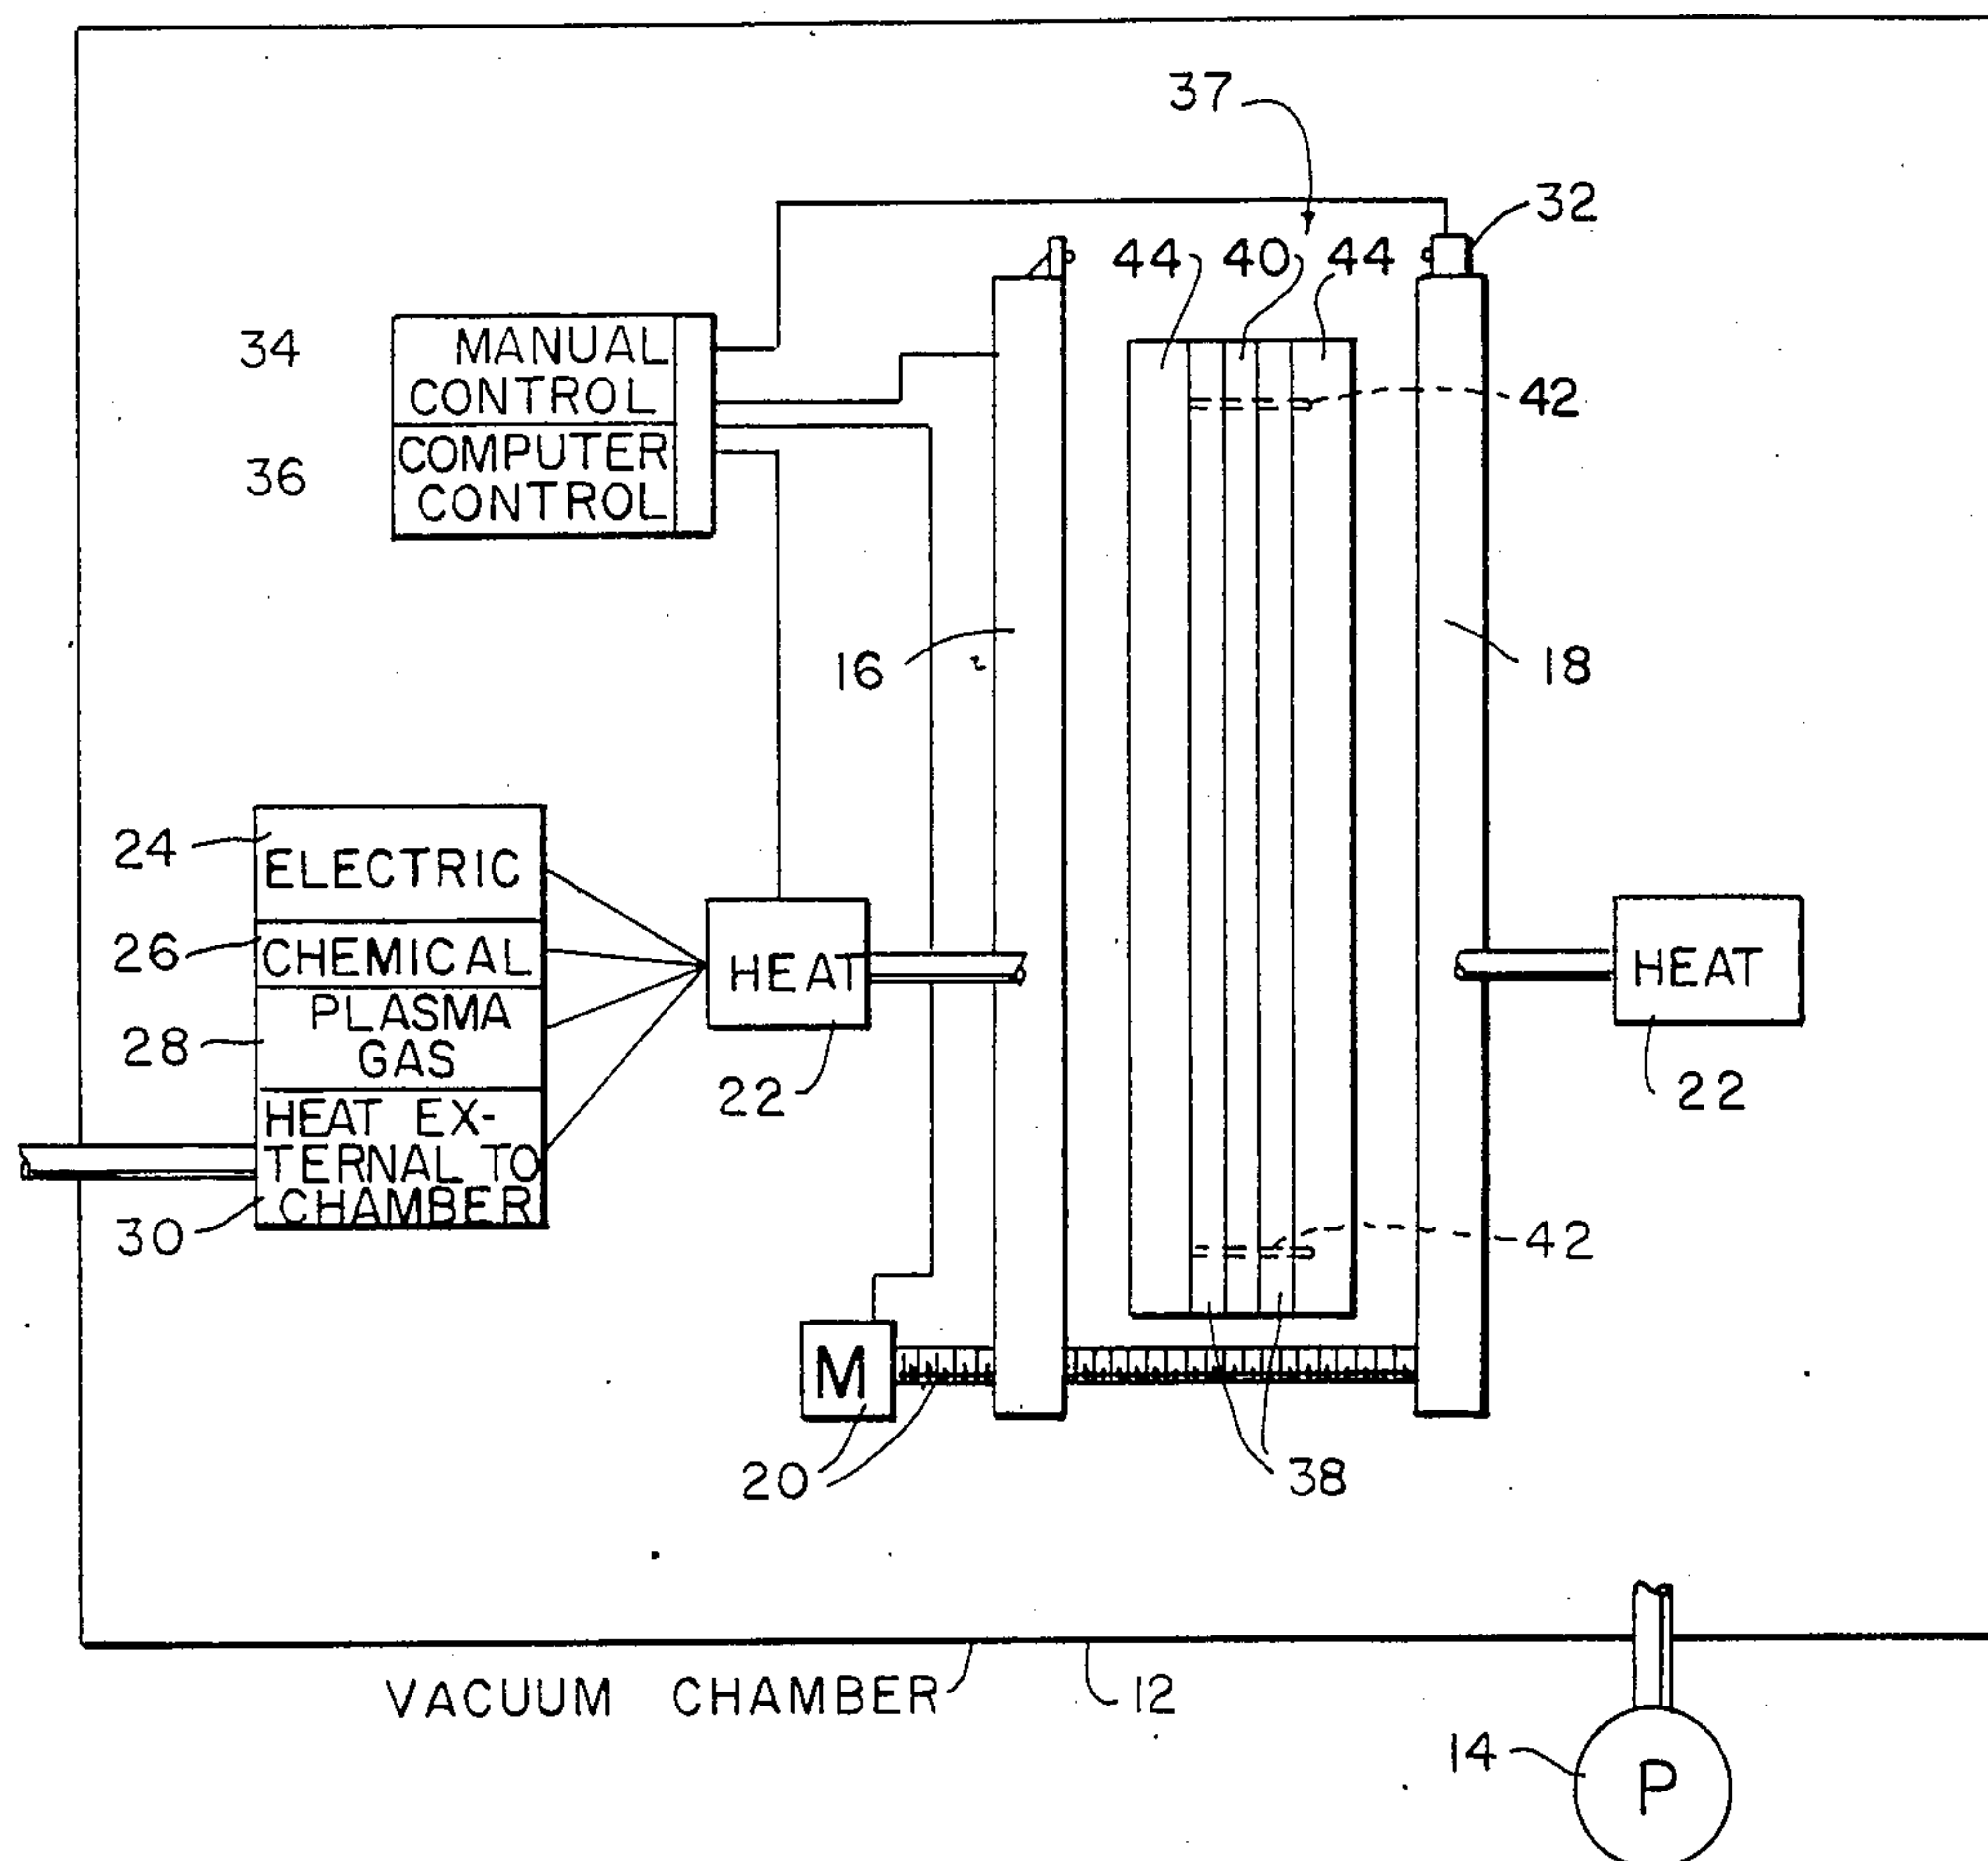 37
32
44 40 44
34
MANUAL
CONTROL
42
36
COMPUTER
CONTROL
16
18
24
ELECTRIC
26
CHEMICAL
HEAT
HEAT
28
PLASMA
GAS
22
22
HEAT EX-
TERNAL TO
CHAMBER
30
42
M
20
38
VACUUM CHAMBER
12
14
P